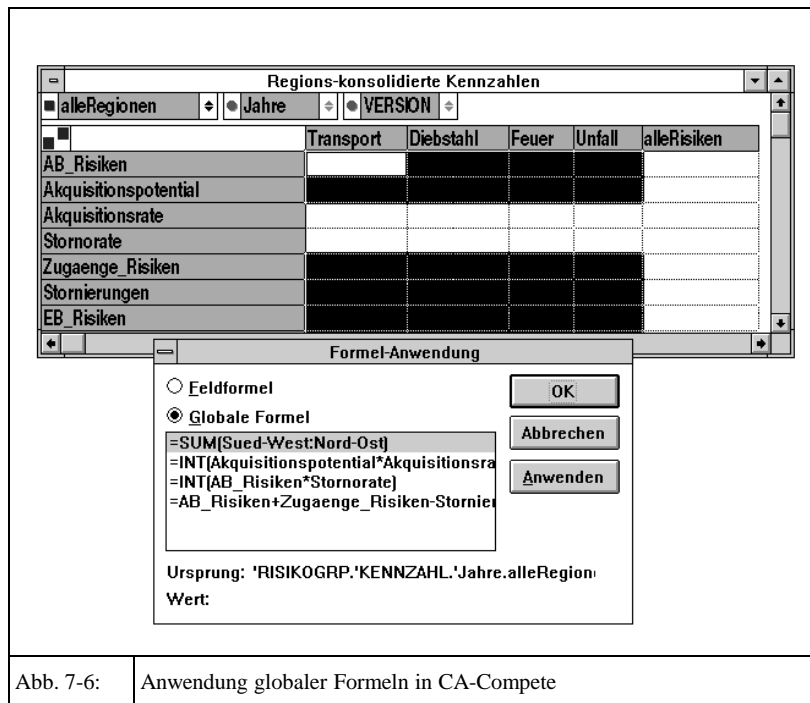 Regions-konsolidierte Kennzahlen
alleRegionen Jahre VERSION
Transport Diebstahl Feuer Unfall alleRisiken
AB_Risiken
Akquisitionspotential
Akquisitionsrate
Stornorate
Zugaenge_Risiken
Stornierungen
EB_Risiken
Formel-Anwendung
Feldformel
Globale Formel
=SUM(Sued-West:Nord-Ost)
=INT(Akquisitionspotential*Akquisitionsra
=INT(AB_Risiken*Stornorate)
=AB_Risiken+Zugaenge_Risiken-Stornier
OK
Abbrechen
Anwenden
Ursprung: 'RISIKOGRP.'KENNZAHL.'Jahre.alleRegion
Wert:
Abb. 7-6: Anwendung globaler Formeln in CA-Compete